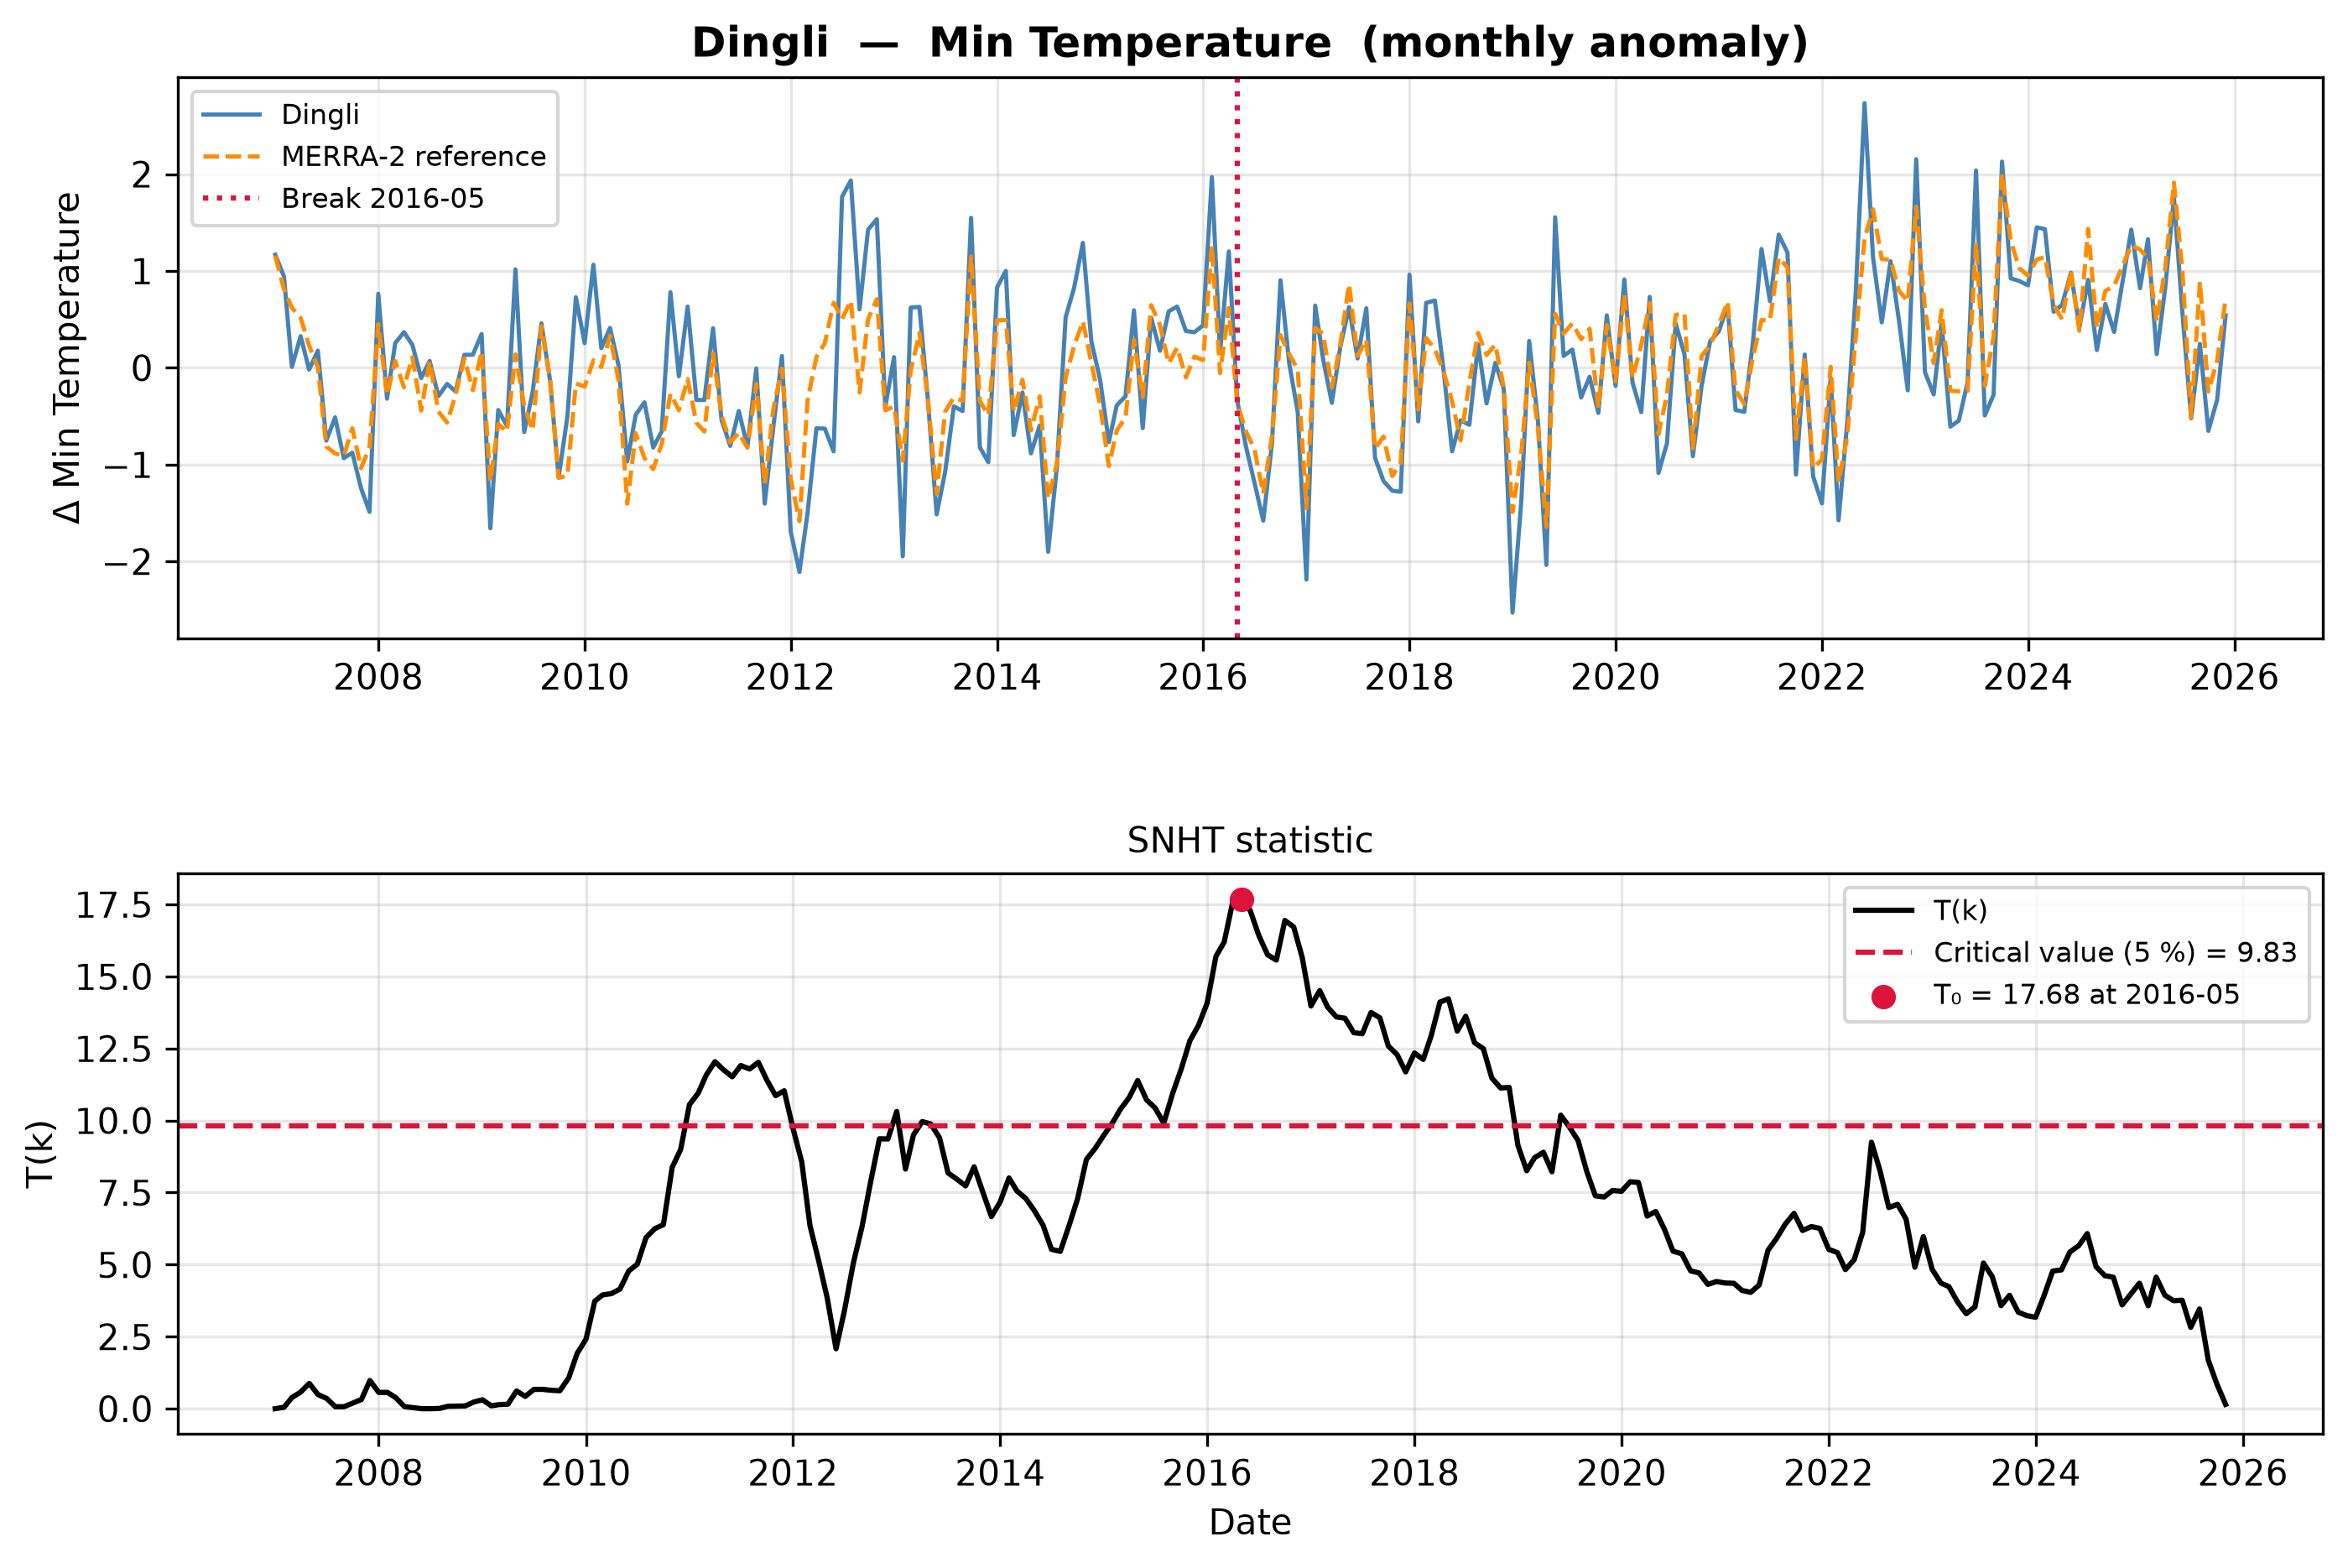 Dingli — Min Temperature (monthly anomaly)
Dingli
MERRA-2 reference
Break 2016-05
Δ Min Temperature
2
1
0
−1
−2
2008 2010 2012 2014 2016 2018 2020 2022 2024 2026
SNHT statistic
T(k)
Critical value (5 %) = 9.83
T₀ = 17.68 at 2016-05
T(k)
17.5
15.0
12.5
10.0
7.5
5.0
2.5
0.0
2008 2010 2012 2014 2016 2018 2020 2022 2024 2026
Date